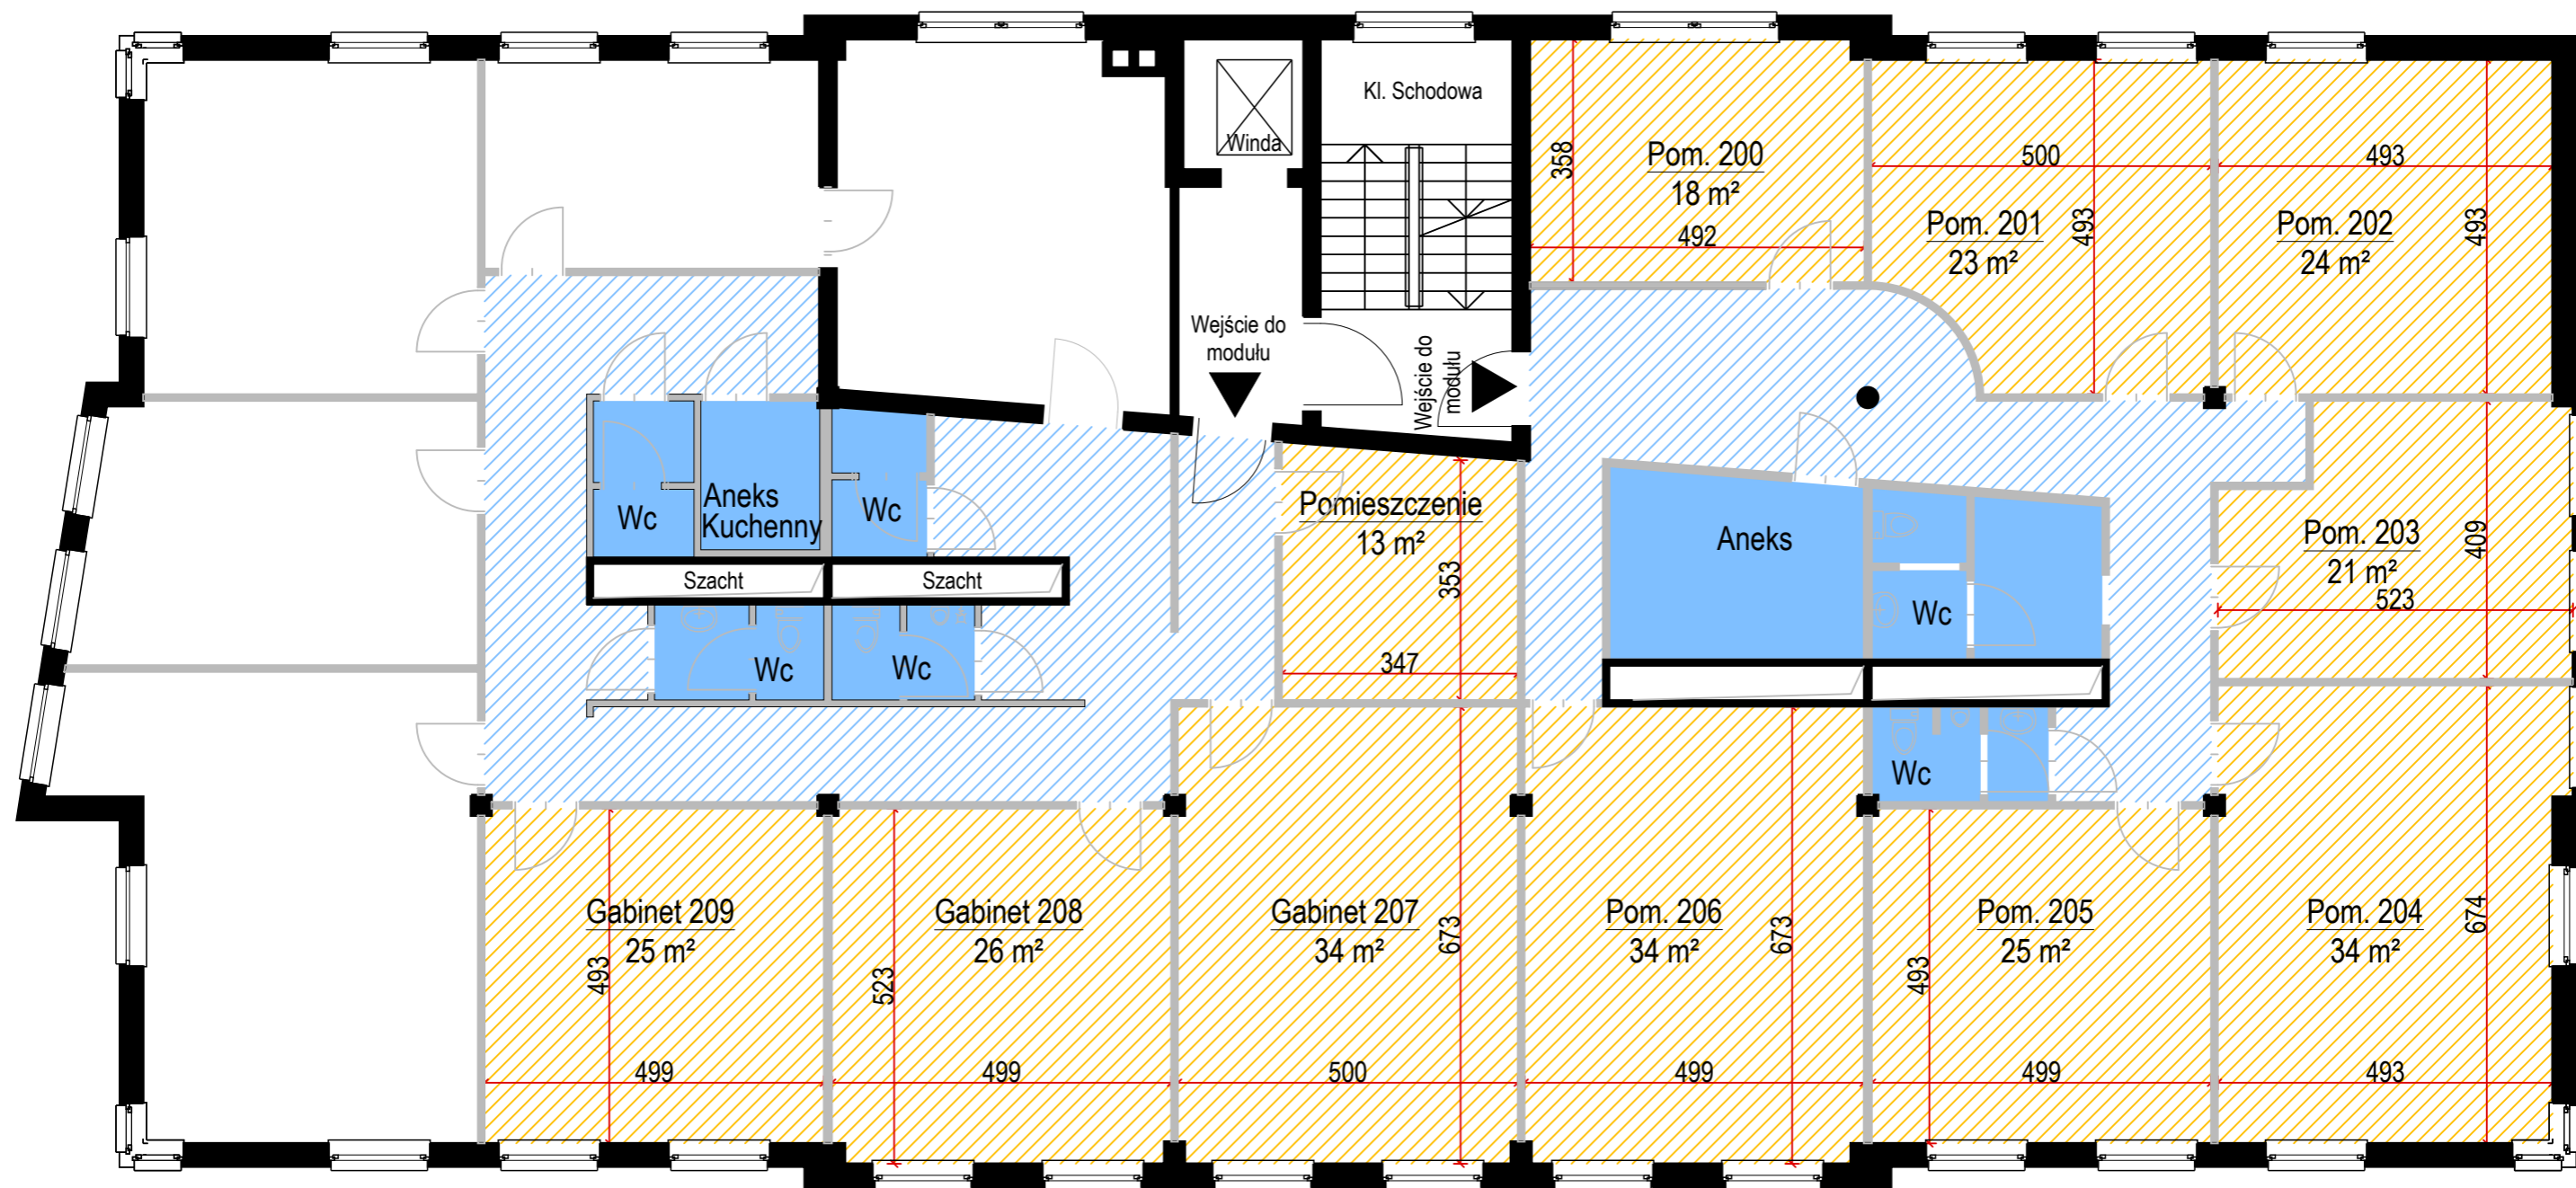 Kl. Schodowa
Winda
358
Pom. 200
18 m²
492
500
Pom. 201
23 m²
493
493
Pom. 202
24 m²
493
Wejście do
modułu
Wejście do
modułu
Wc
Aneks
Kuchenny
Wc
Pomieszczenie
13 m²
353
347
Aneks
Wc
Pom. 203
21 m²
409
523
Szacht
Szacht
Wc
Wc
Wc
Gabinet 209
25 m²
493
499
Gabinet 208
26 m²
523
499
Gabinet 207
34 m²
673
500
Pom. 206
34 m²
673
499
Pom. 205
25 m²
493
499
Pom. 204
34 m²
674
493